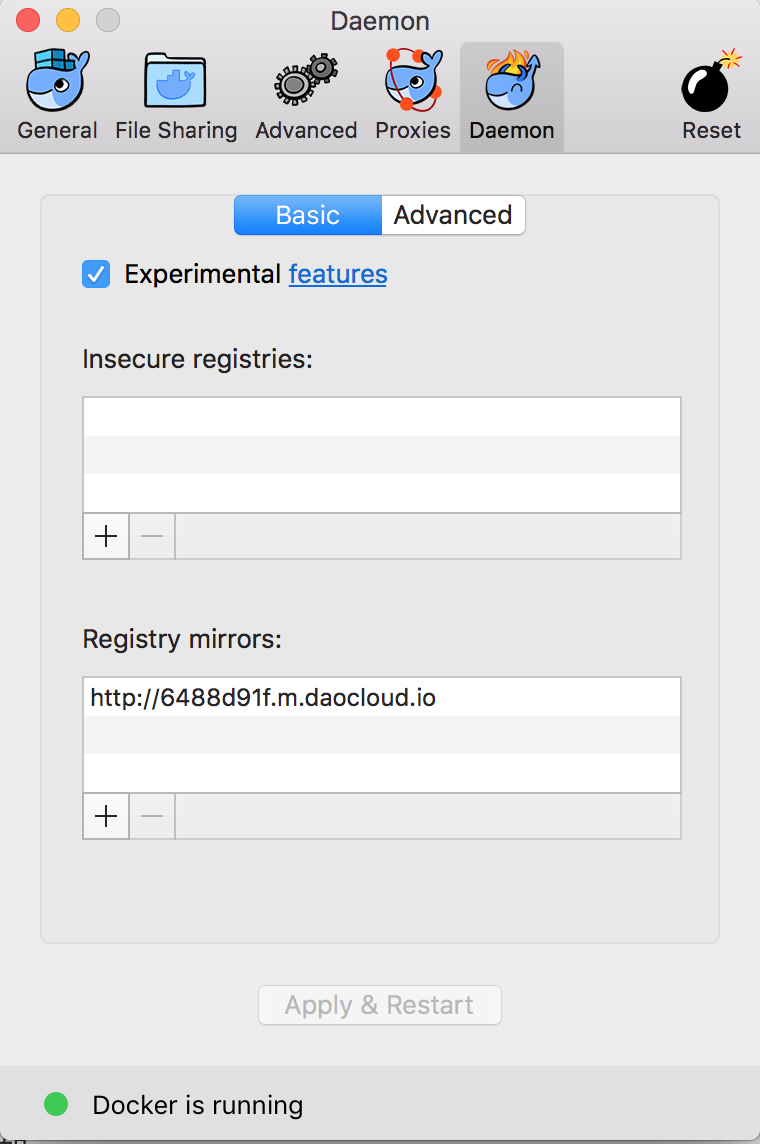 Daemon
General File Sharing Advanced Proxies Daemon Reset
Basic Advanced
Experimental features
Insecure registries:
Registry mirrors:
http://6488d91f.m.daocloud.io
Apply & Restart
Docker is running